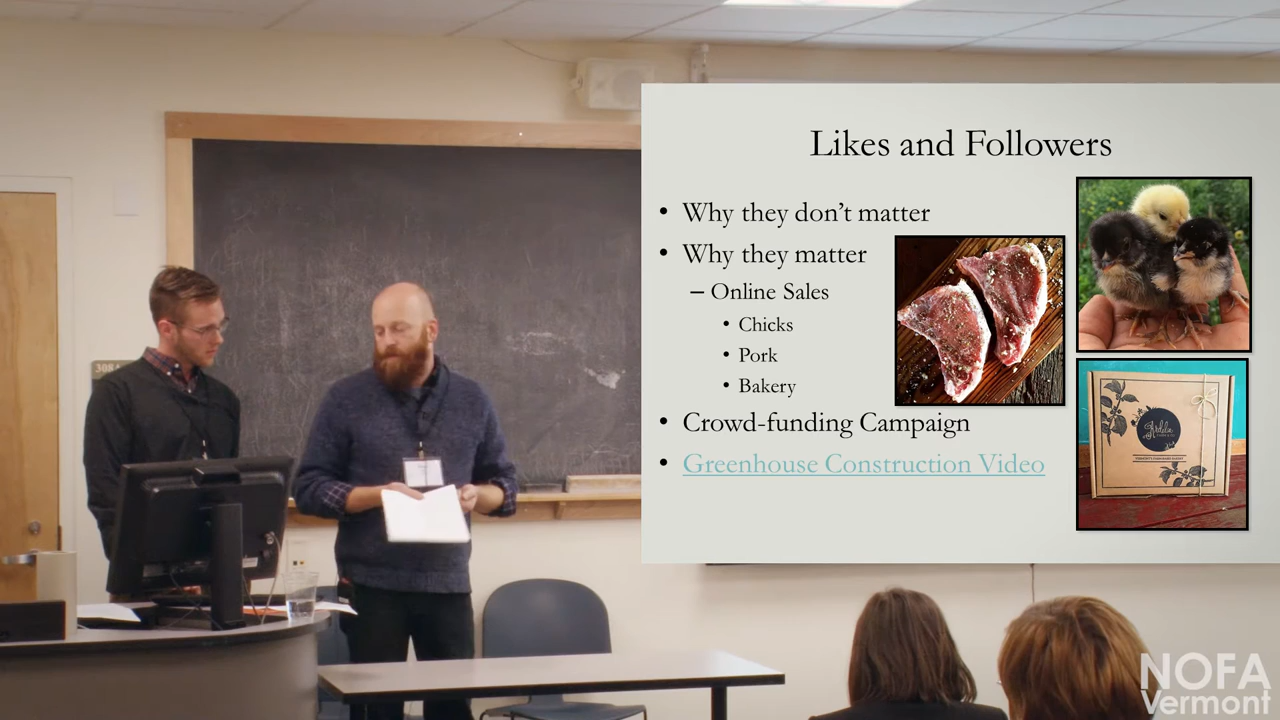 Likes and Followers
• Why they don't matter
• Why they matter
– Online Sales
• Chicks
• Pork
• Bakery
• Crowd-funding Campaign
• Greenhouse Construction Video
308A
NOFA
Vermont